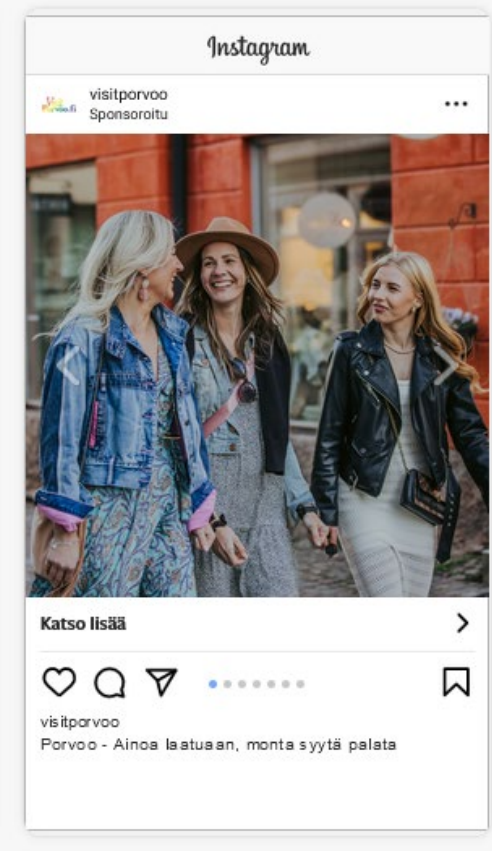 Instagram
visitporvoo
Sponsoroitu
Katso lisää
visitporvoo
Porvoo - Ainoa laatuaan, monta syytä palata